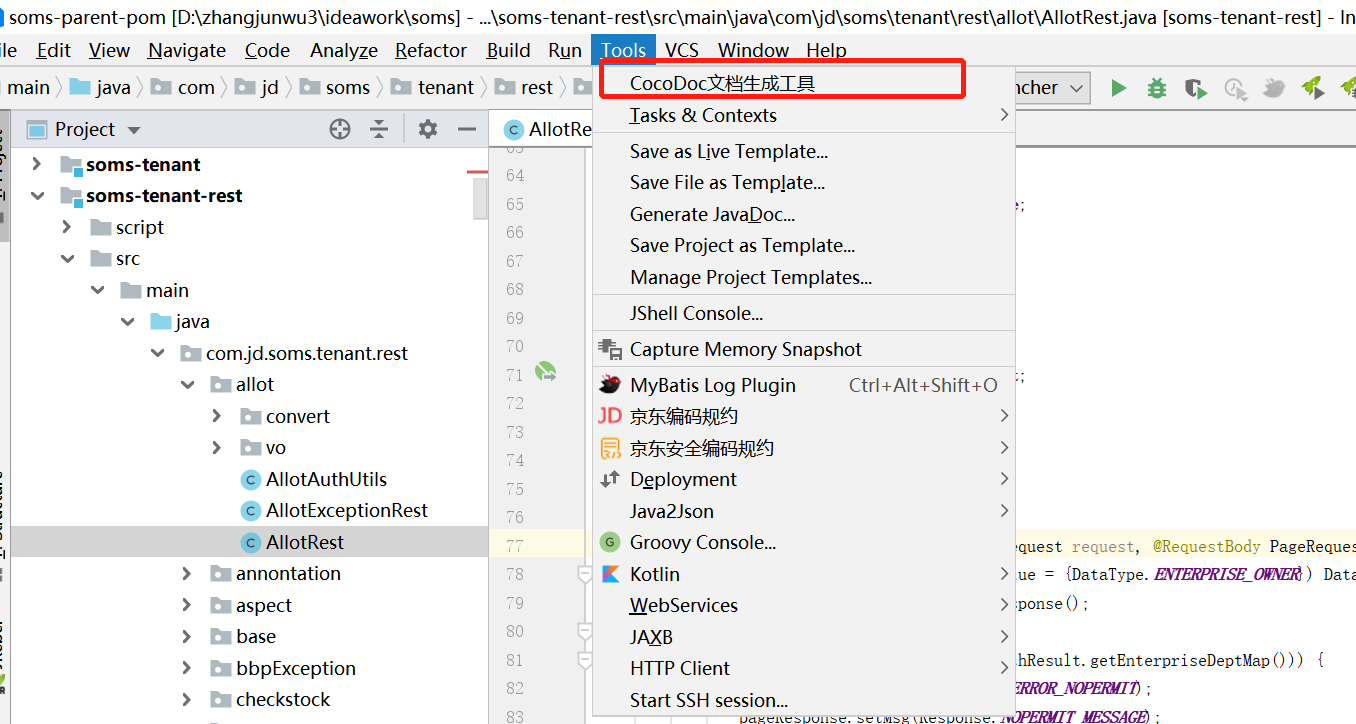 soms-parent-pom [D:\zhangjunwu3\ideawork\soms] - ...\soms-tenant-rest\src\main\java\com\jd\soms\tenant\rest\allot\AllotRest.java [soms-tenant-rest] - In
Edit View Navigate Code Analyze Refactor Build Run Tools VCS Window Help
main java com jd soms tenant rest
Project
AllotRe
CocoDoc文档生成工具
Tasks & Contexts
Save as Live Template...
Save File as Template...
Generate JavaDoc...
Save Project as Template...
Manage Project Templates...
JShell Console...
Capture Memory Snapshot
MyBatis Log Plugin Ctrl+Alt+Shift+O
京东编码规约
京东安全编码规约
Deployment
Java2Json
Groovy Console...
Kotlin
WebServices
JAXB
HTTP Client
Start SSH session...
soms-tenant
soms-tenant-rest
script
src
main
java
com.jd.soms.tenant.rest
allot
convert
vo
AllotAuthUtils
AllotExceptionRest
AllotRest
annontation
aspect
base
bbpException
checkstock
64
65
66
67
68
69
70
71
72
73
74
75
76
77
78
79
80
81
82
83
equest request, @RequestBody PageReques
ue = {DataType.ENTERPRISE_OWNER}) Data
sponse();
hResult.getEnterpriseDeptMap())) {
ERROR_NOPERMIT);
pageResponse.setMsg(Response.NOPERMIT_MESSAGE);